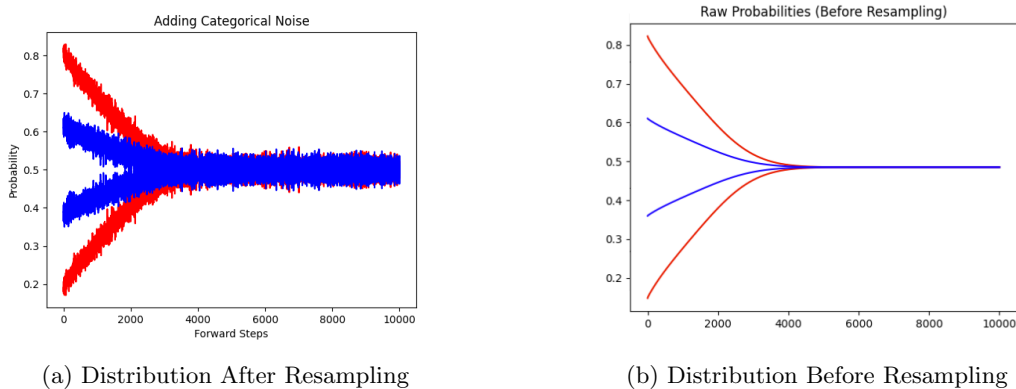 Adding Categorical Noise
0.8
0.7
0.6
0.5
0.4
0.3
0.2
Probability
0 2000 4000 6000 8000 10000
Forward Steps
(a) Distribution After Resampling
Raw Probabilities (Before Resampling)
0.8
0.7
0.6
0.5
0.4
0.3
0.2
0 2000 4000 6000 8000 10000
(b) Distribution Before Resampling